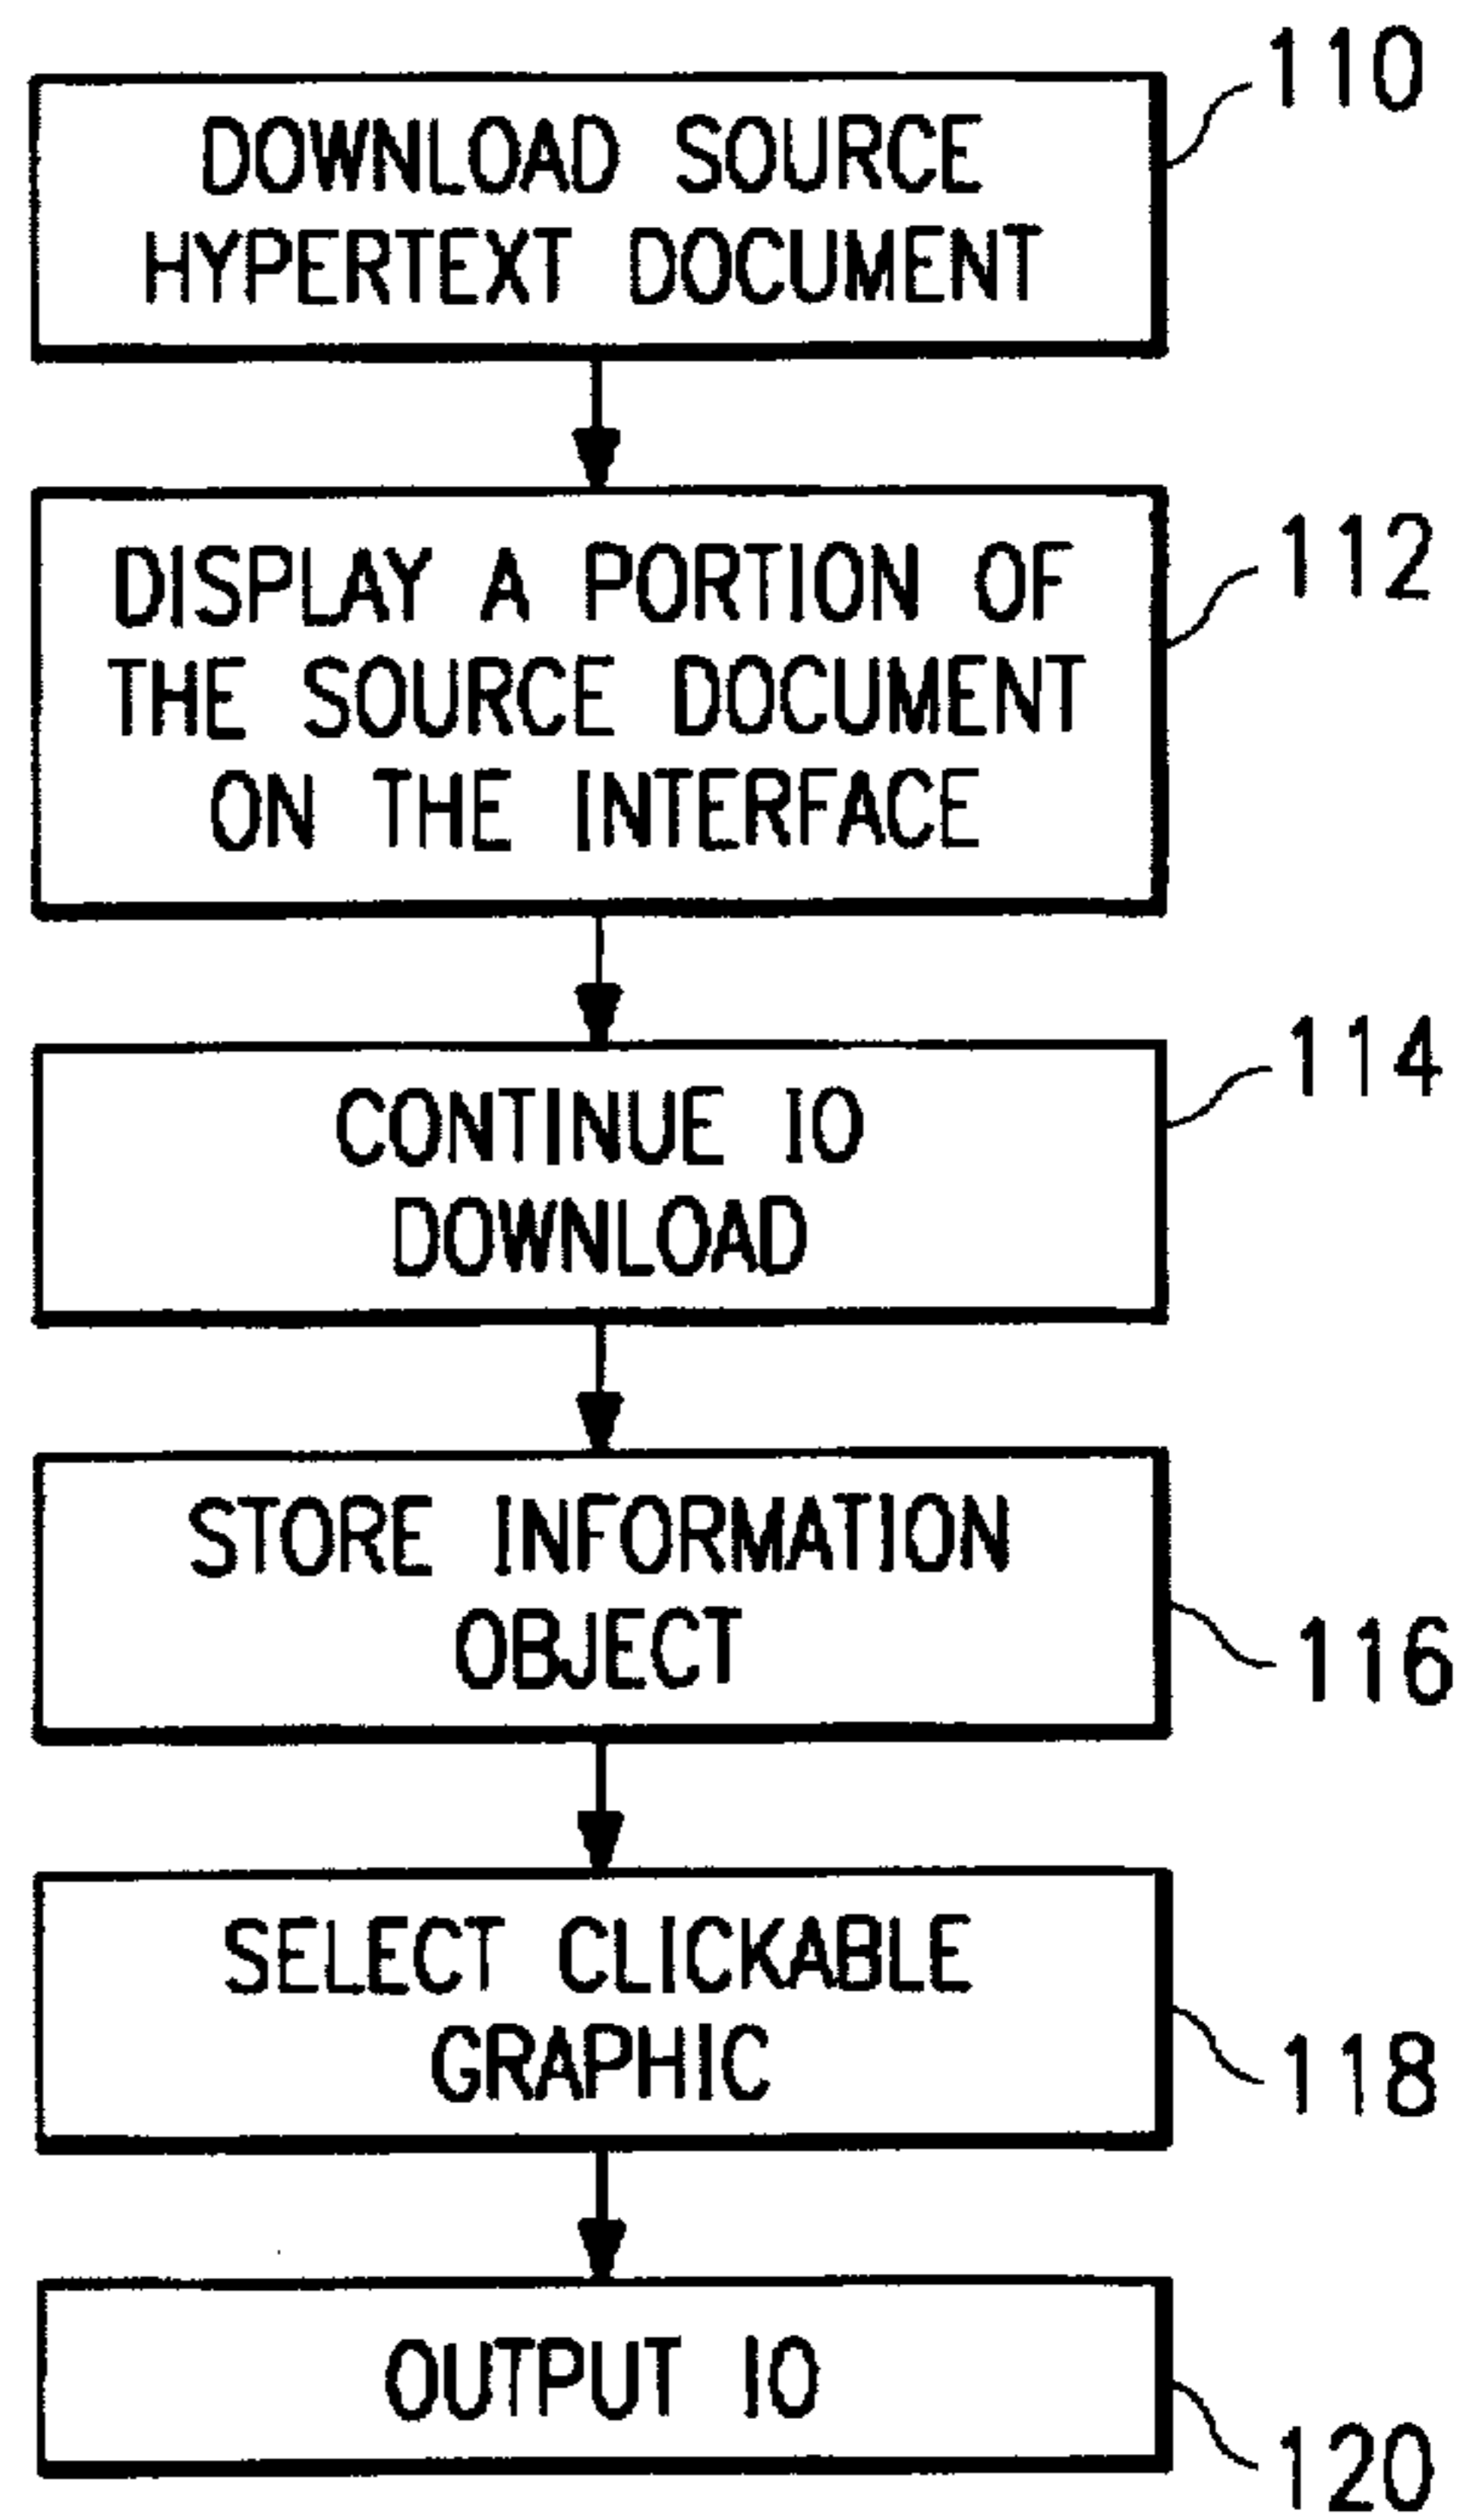 110
DOWNLOAD SOURCE
HYPERTEXT DOCUMENT
112
DISPLAY A PORTION OF
THE SOURCE DOCUMENT
ON THE INTERFACE
114
CONTINUE IO
DOWNLOAD
STORE INFORMATION
OBJECT
116
SELECT CLICKABLE
GRAPHIC
118
OUTPUT IO
120